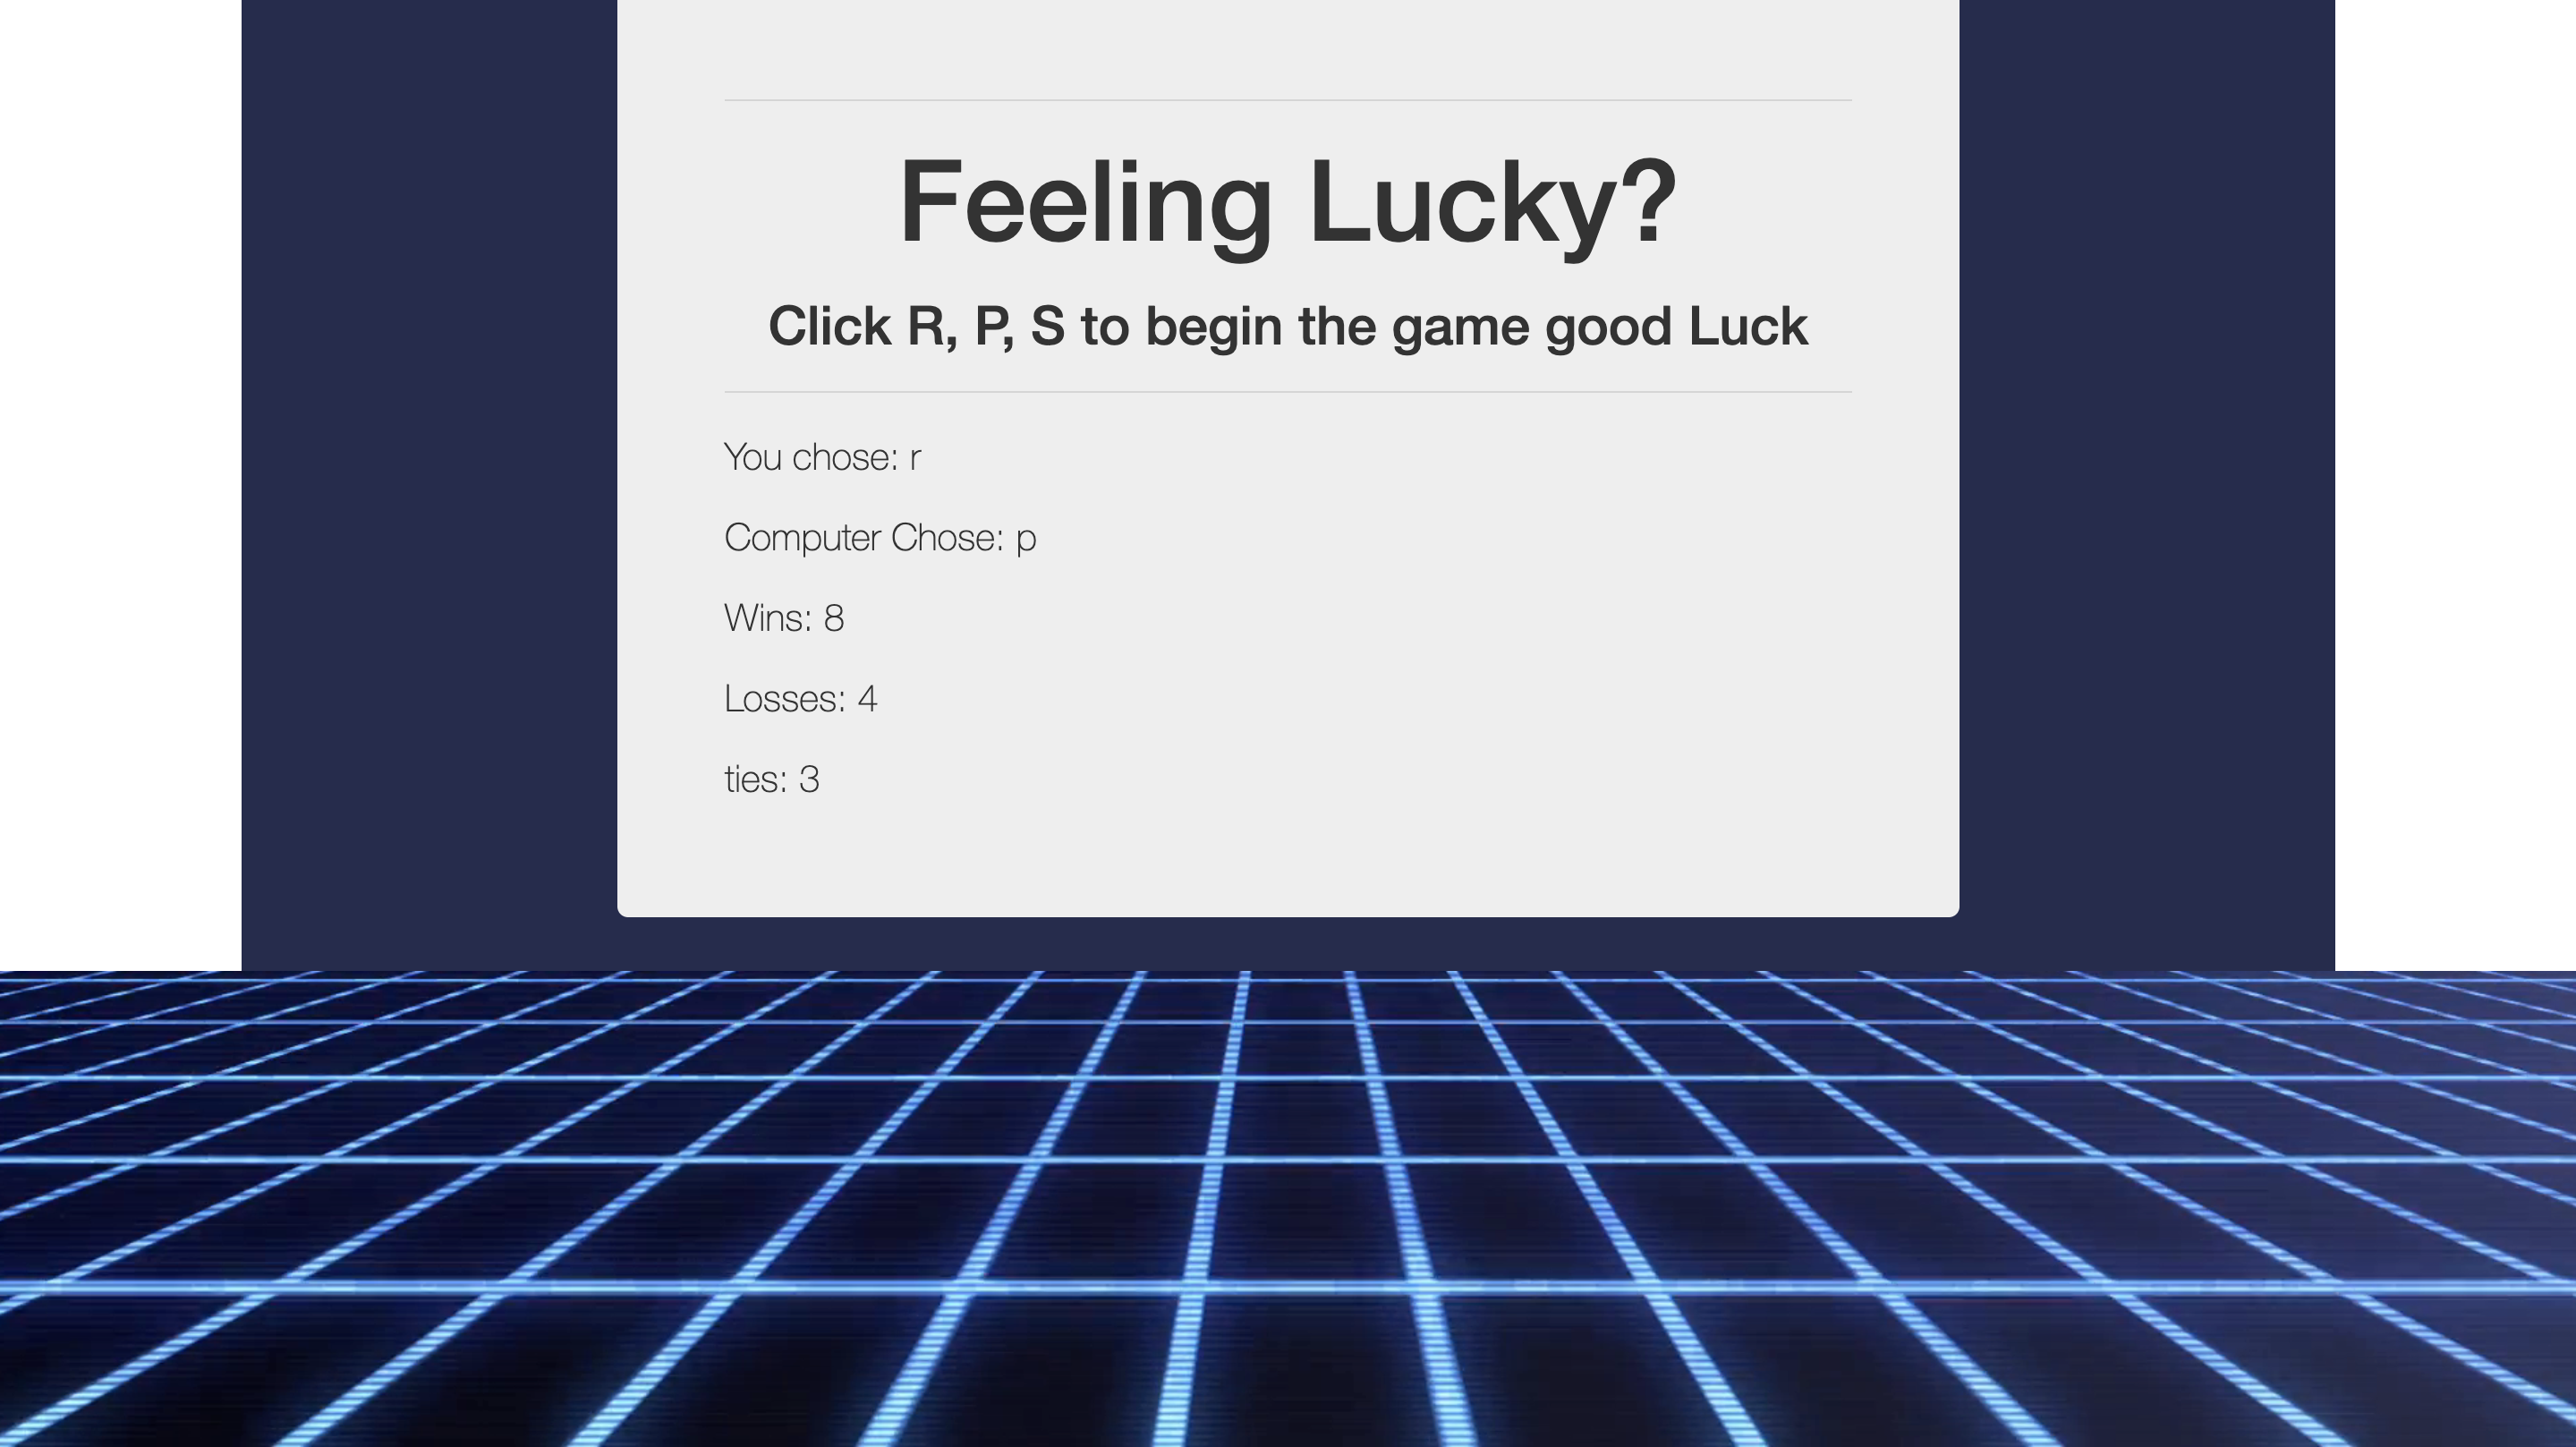 Feeling Lucky?
Click R, P, S to begin the game good Luck
You chose: r
Computer Chose: p
Wins: 8
Losses: 4
ties: 3